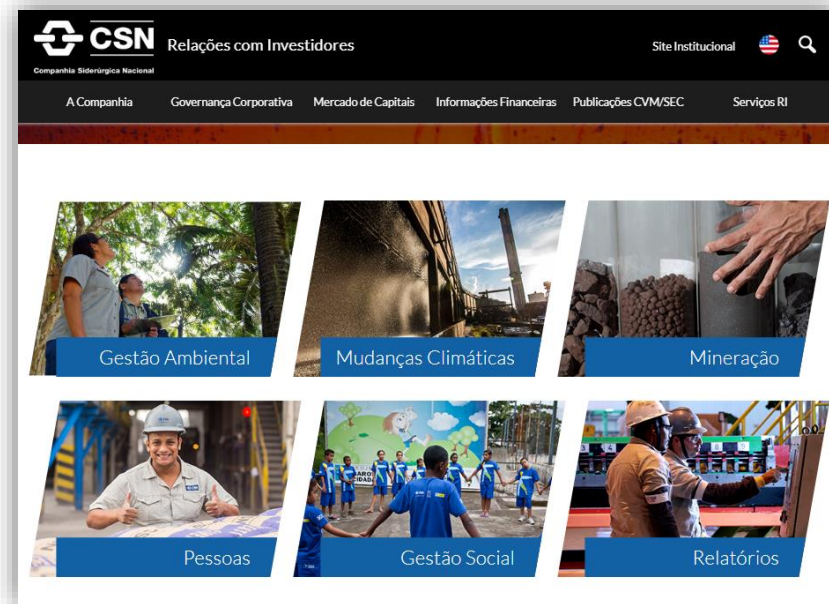 CSN
Relações com Investidores
Site Institucional
Companhia Siderúrgica Nacional
A Companhia Governança Corporativa Mercado de Capitais Informações Financeiras Publicações CVM/SEC Serviços RI
Gestão Ambiental
Mudanças Climáticas
Mineração
Pessoas
Gestão Social
Relatórios